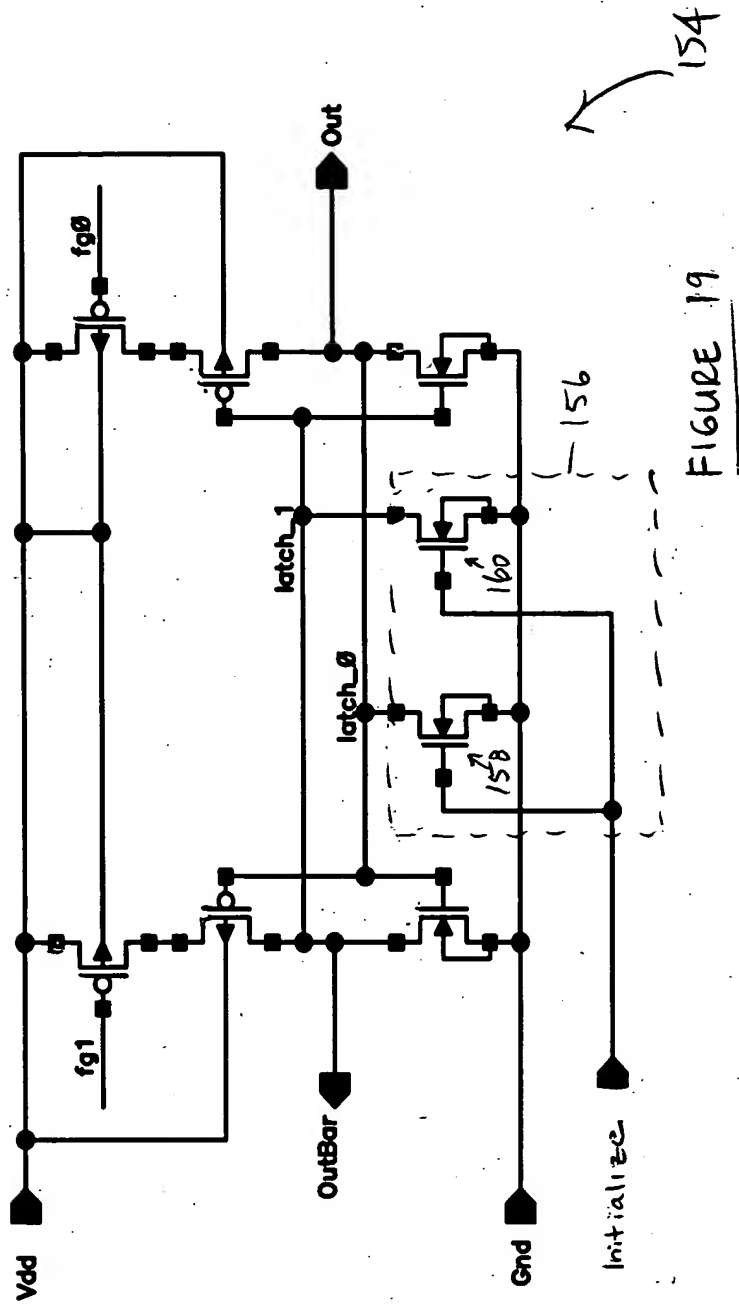 Vdd
fg1
fg0
OutBar
Out
latch_1
latch_0
158
160
156
Gnd
Initialize
FIGURE 19
154